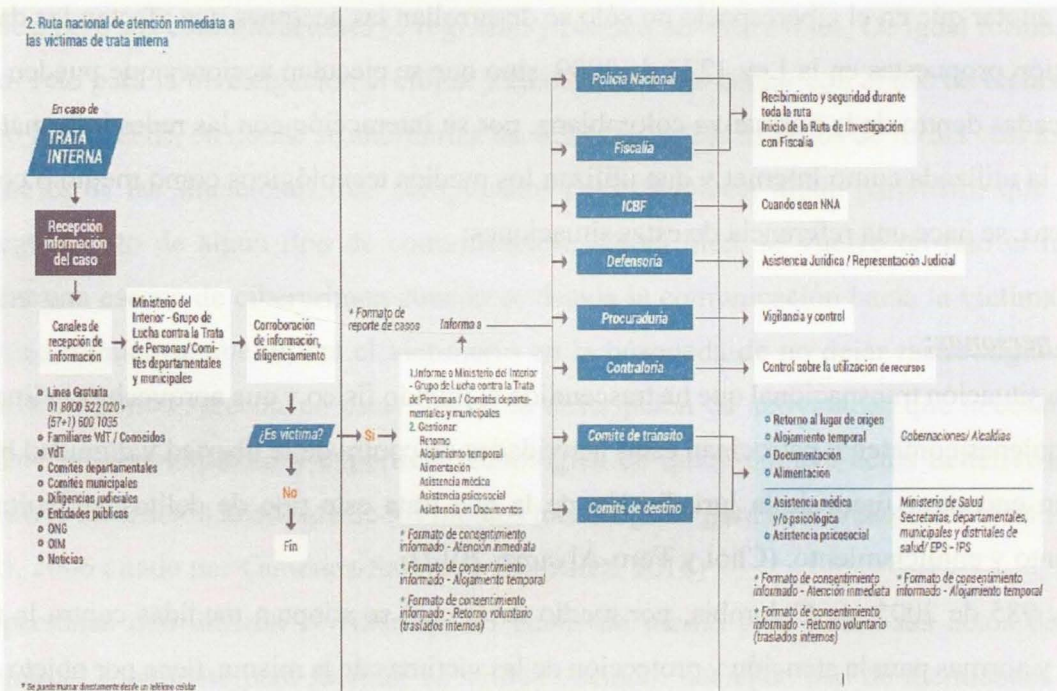 2. Ruta nacional de atención inmediata a
las víctimas de trata interna
En caso de
TRATA
INTERNA
Recepción
información
del caso
Canales de
recepción de
información
Línea Gratuita
01 8000 522 020 *
(57+1) 600 1035
Familiares VdT / Conocidos
VdT
Comités departamentales
Comités municipales
Diligencias judiciales
Entidades públicas
ONG
OIM
Noticias
Ministerio del
Interior - Grupo de
Lucha contra la Trata
de Personas/ Comi-
tés departamentales
y municipales
Corroboración
de información,
diligenciamiento
¿Es víctima?
Sí
No
Fin
* Formato de
reporte de casos
Informa a
1.Informe a Ministerio del Interior
- Grupo de Lucha contra la Trata
de Personas / Comités departa-
mentales y municipales
2. Gestionar:
Retorno
Alojamiento temporal
Alimentación
Asistencia médica
Asistencia psicosocial
Asistencia en Documentos
* Formato de consentimiento
informado - Atención inmediata
* Formato de consentimiento
informado - Alojamiento temporal
* Formato de consentimiento
informado - Retorno voluntario
(traslados internos)
Policía Nacional
Fiscalía
Recibimiento y seguridad durante
toda la ruta
Inicio de la Ruta de Investigación
con Fiscalía
ICBF
Cuando sean NNA
Defensoría
Asistencia Jurídica / Representación Judicial
Procuraduría
Vigilancia y control
Contraloría
Control sobre la utilización de recursos
Comité de tránsito
Comité de destino
Retorno al lugar de origen
Alojamiento temporal
Documentación
Alimentación
Gobernaciones/ Alcaldías
Asistencia médica
y/o psicológica
Asistencia psicosocial
Ministerio de Salud
Secretarías, departamentales,
municipales y distritales de
salud/ EPS - IPS
* Formato de consentimiento
informado - Atención inmediata
* Formato de consentimiento
informado - Alojamiento temporal
* Formato de consentimiento
informado - Retorno voluntario
(traslados internos)
* Se puede marcar directamente desde un teléfono celular